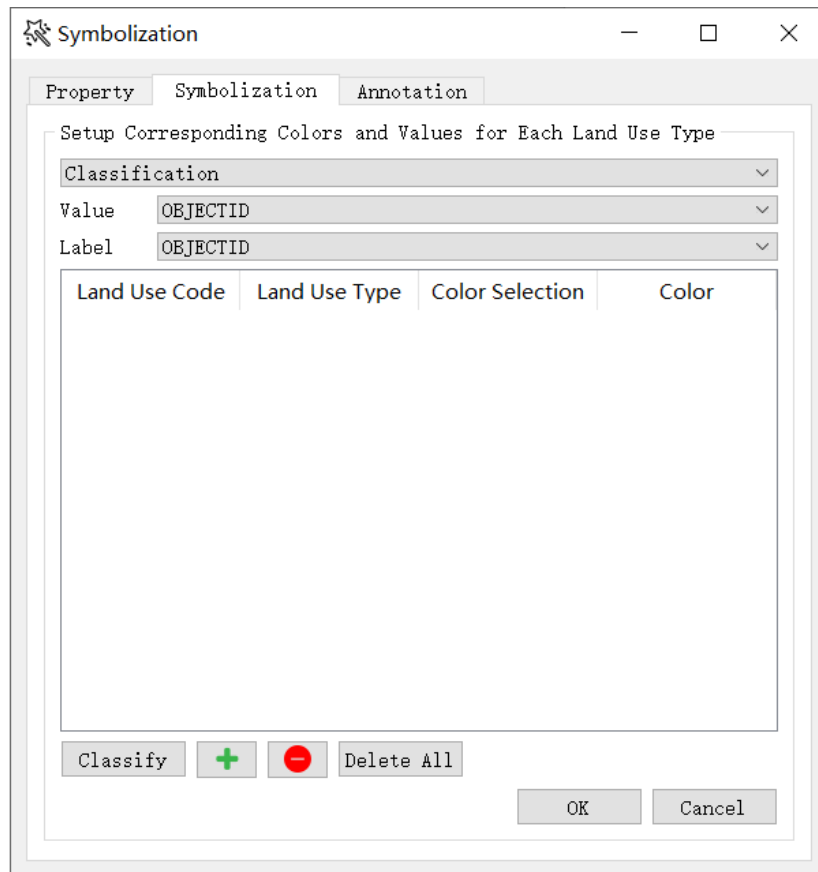 Symbolization
Property Symbolization Annotation
Setup Corresponding Colors and Values for Each Land Use Type
Classification
Value OBJECTID
Label OBJECTID
Land Use Code Land Use Type Color Selection Color
Classify Delete All
OK Cancel